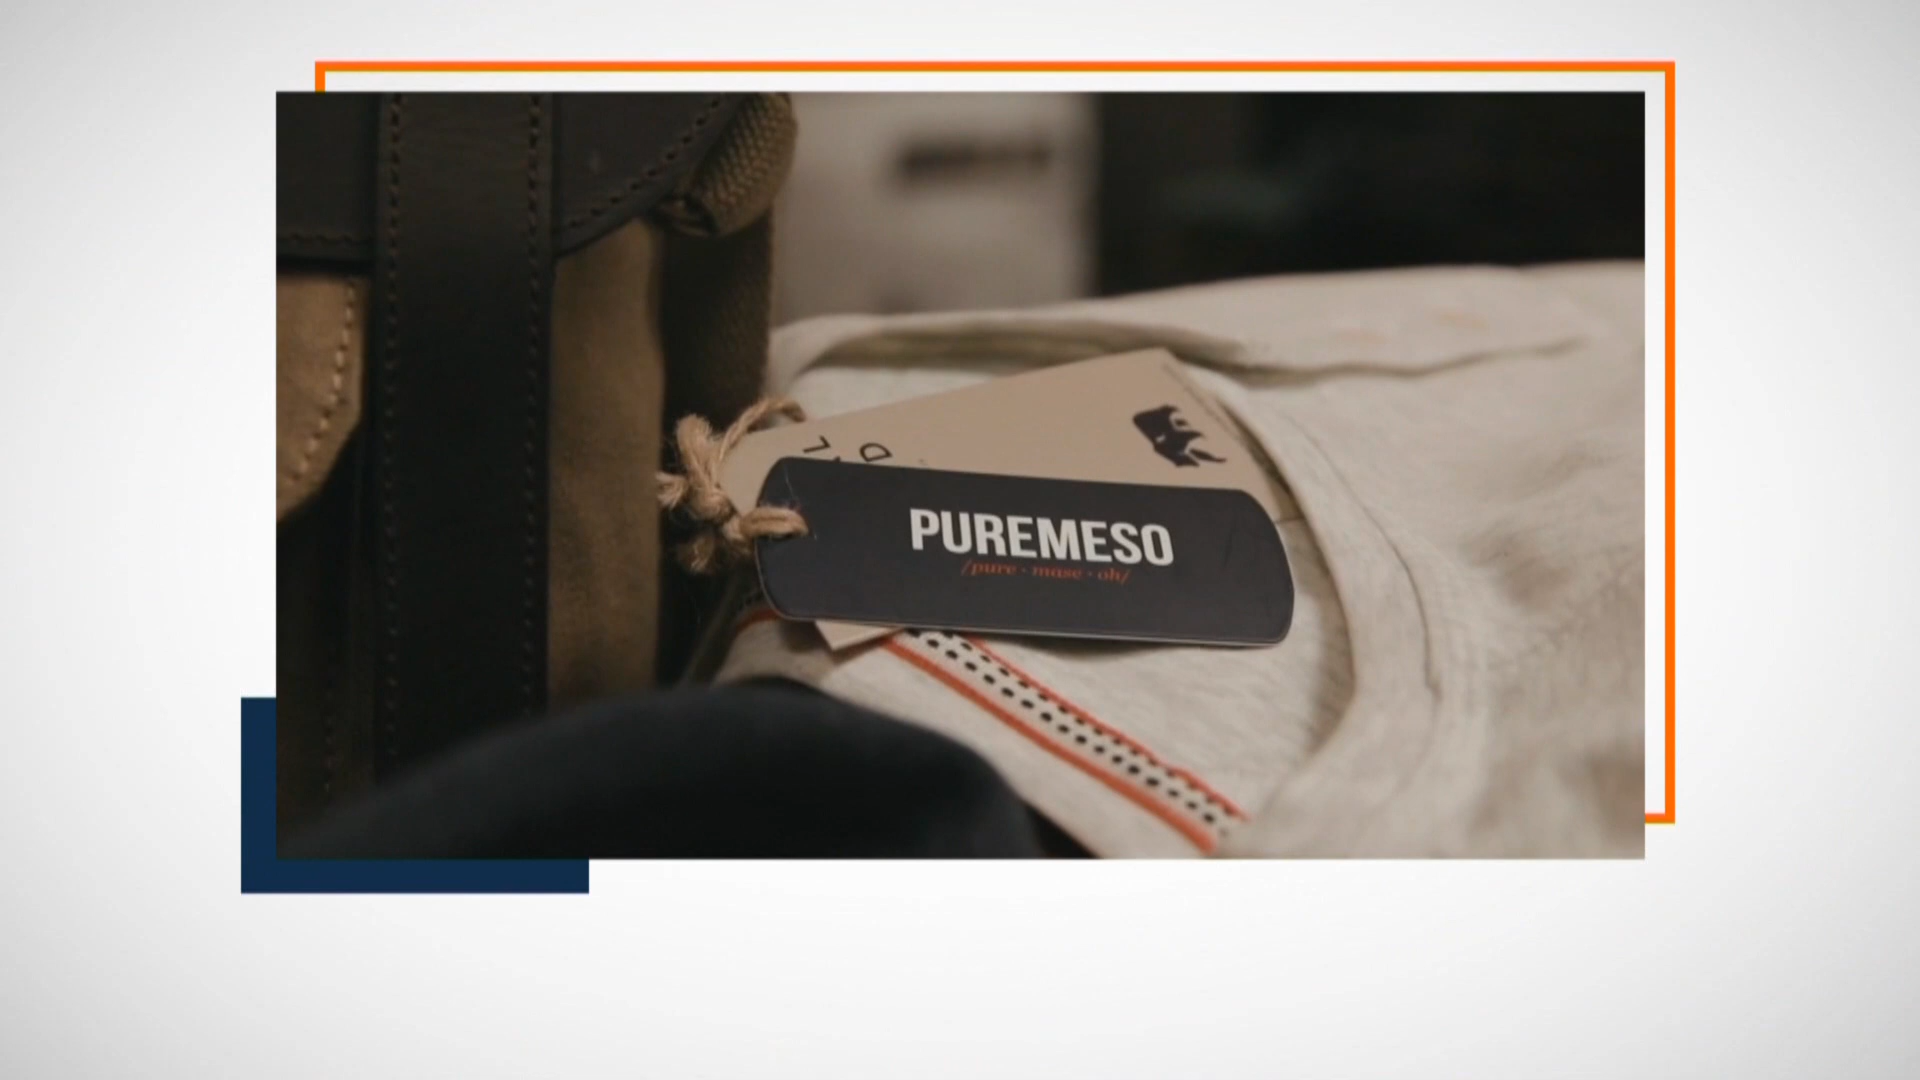 PUREMESO
/pure · mase · oh/